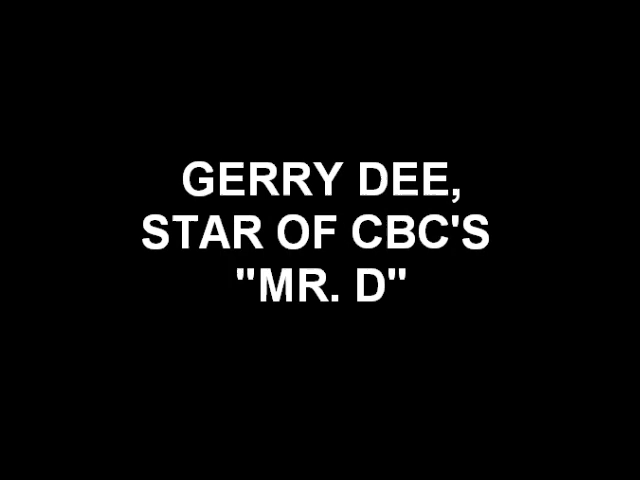 GERRY DEE,
STAR OF CBC'S
"MR. D"